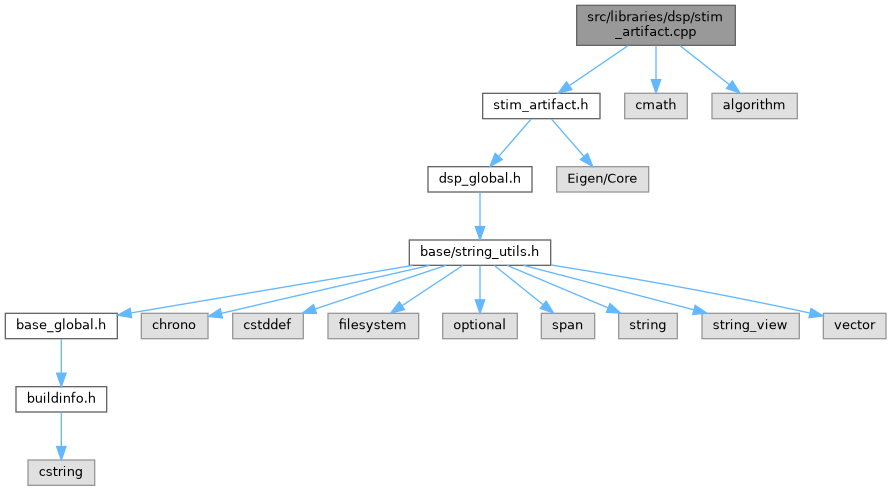 src/libraries/dsp/stim
_artifact.cpp
stim_artifact.h
cmath
algorithm
dsp_global.h
Eigen/Core
base/string_utils.h
base_global.h
chrono
cstddef
filesystem
optional
span
string
string_view
vector
buildinfo.h
cstring